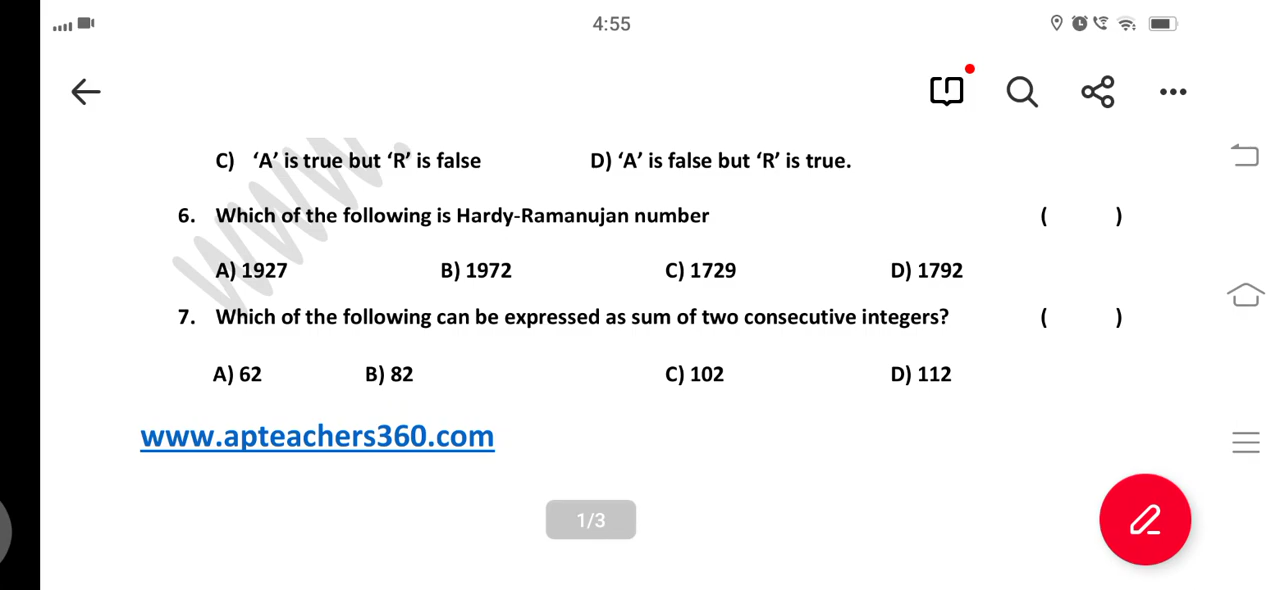 4:55
C) ‘A’ is true but ‘R’ is false D) ‘A’ is false but ‘R’ is true.
6. Which of the following is Hardy-Ramanujan number ( )
A) 1927 B) 1972 C) 1729 D) 1792
7. Which of the following can be expressed as sum of two consecutive integers? ( )
A) 62 B) 82 C) 102 D) 112
www.apteachers360.com
1/3
www.